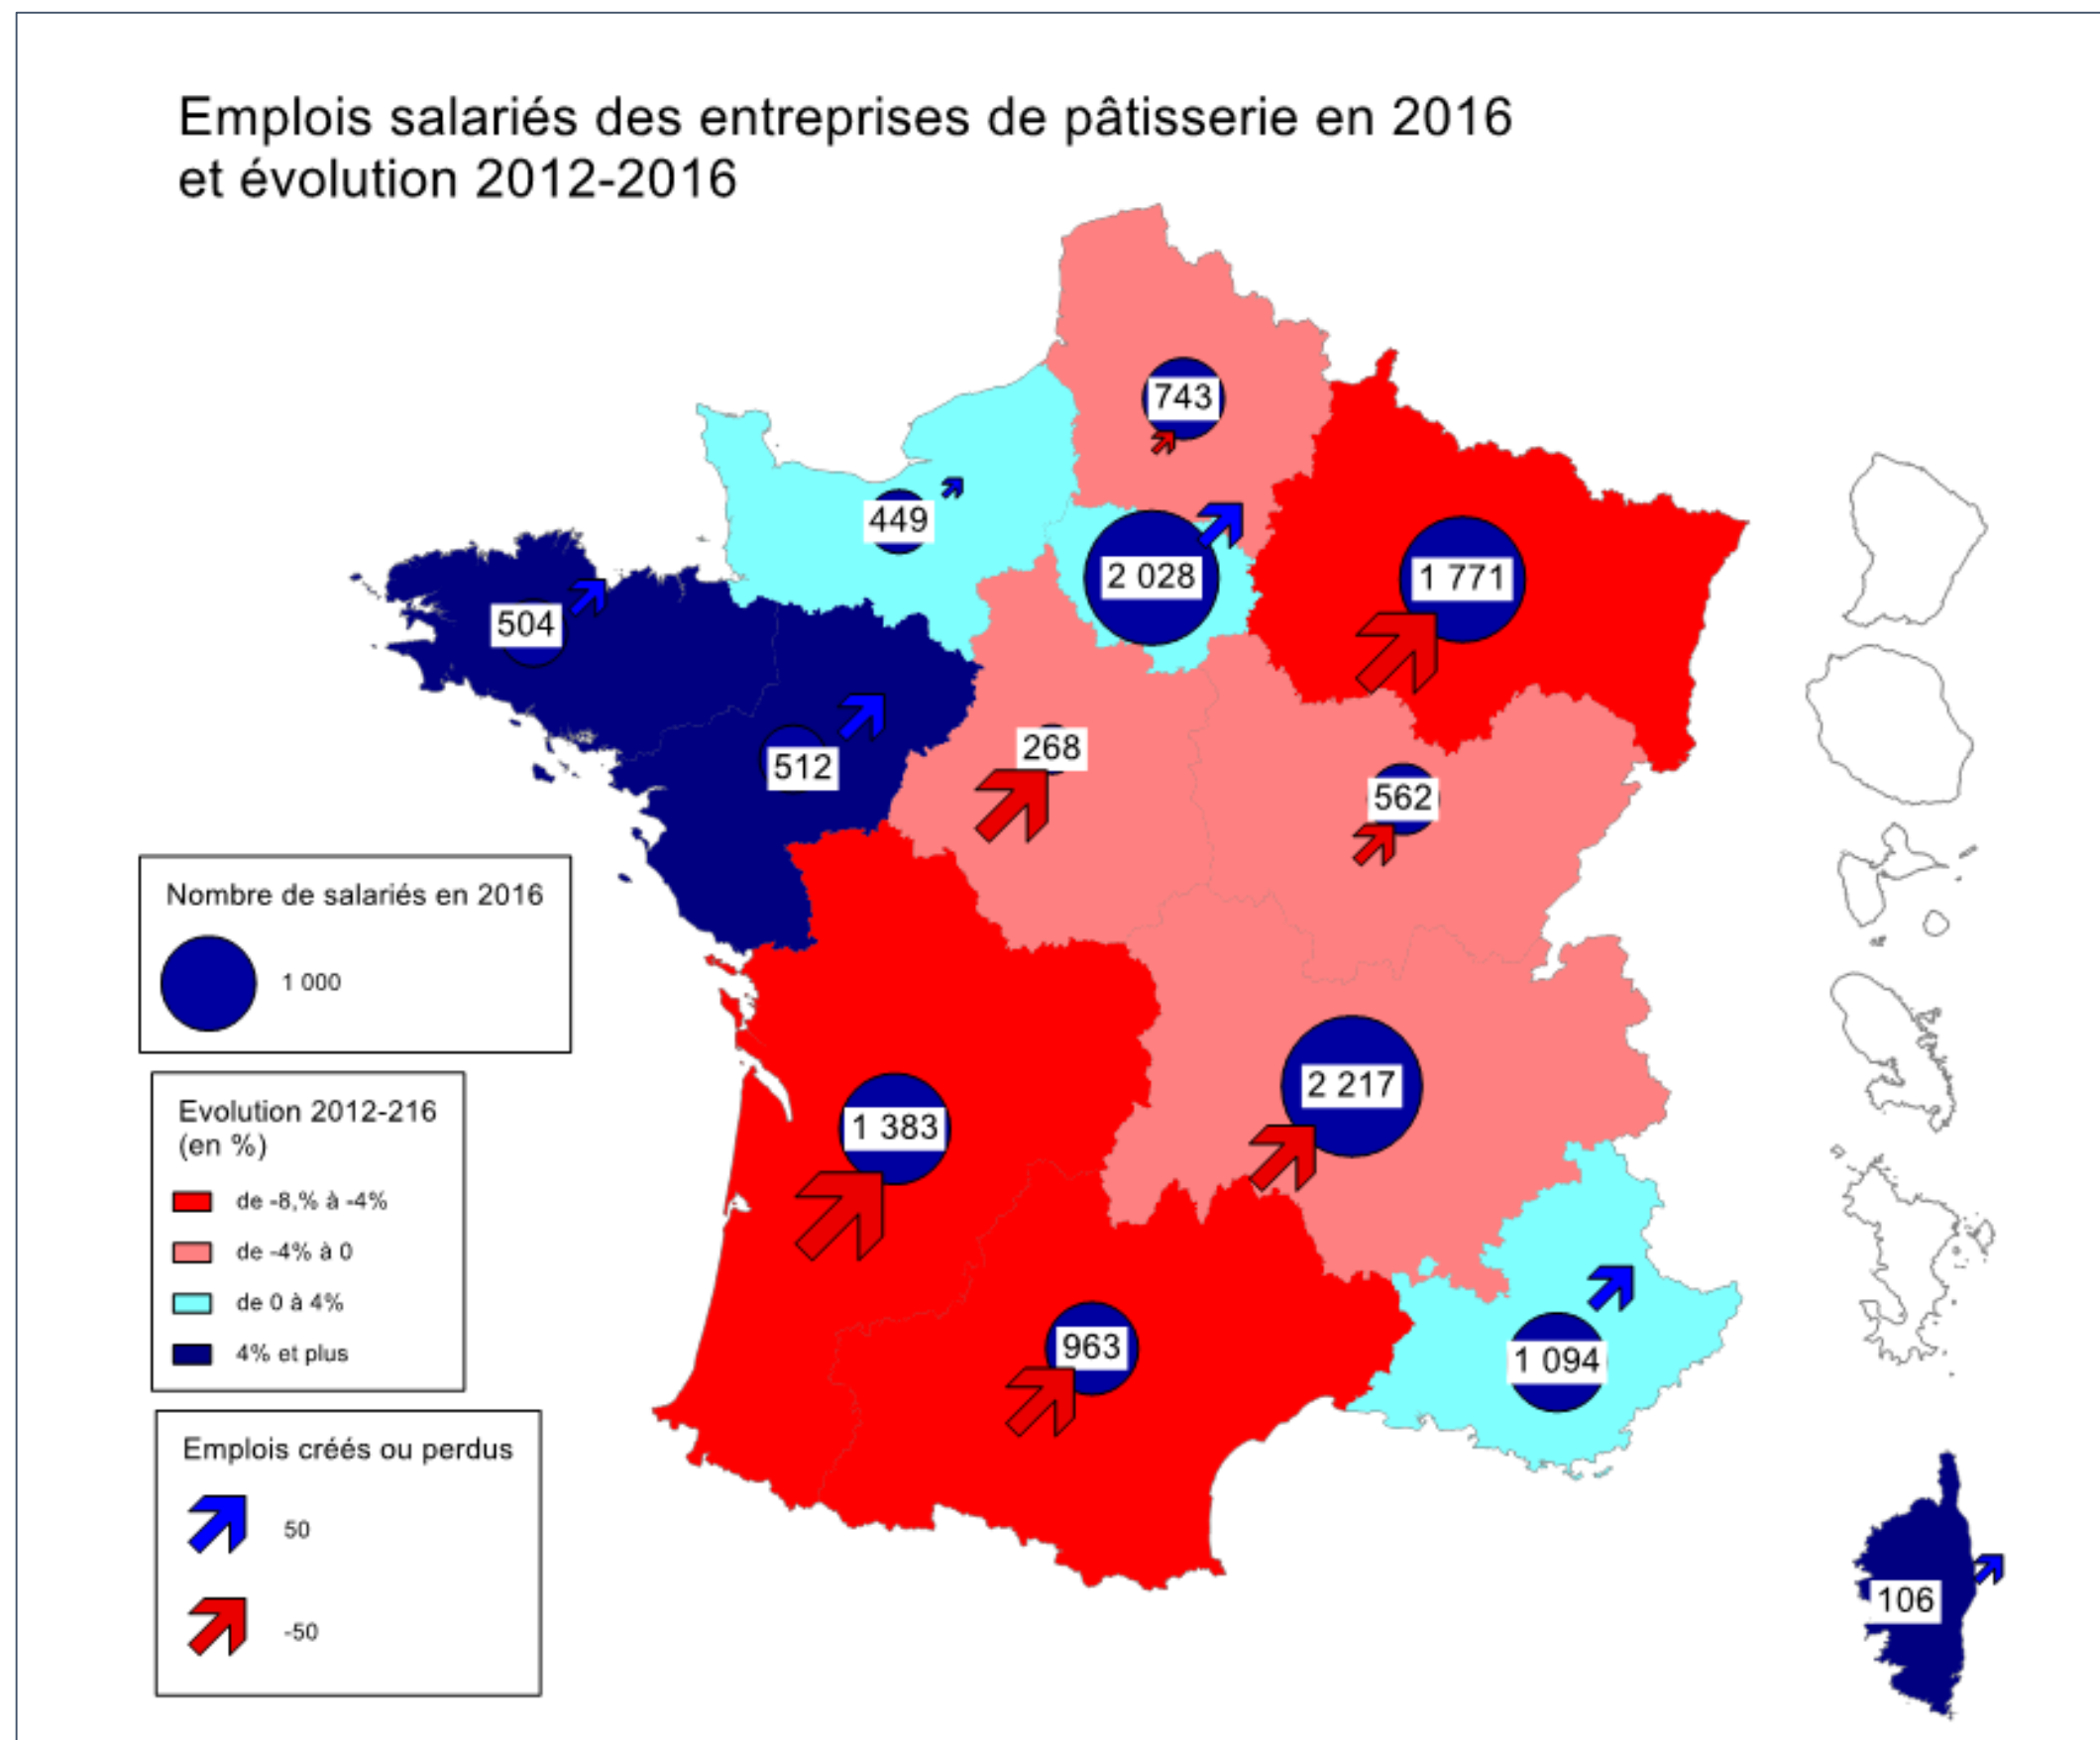 Emplois salariés des entreprises de pâtisserie en 2016
et évolution 2012-2016
743
449
2 028
1 771
504
512
268
562
Nombre de salariés en 2016
1 000
2 217
1 383
Evolution 2012-216
(en %)
de -8,% à -4%
de -4% à 0
de 0 à 4%
4% et plus
963
1 094
Emplois créés ou perdus
50
-50
106